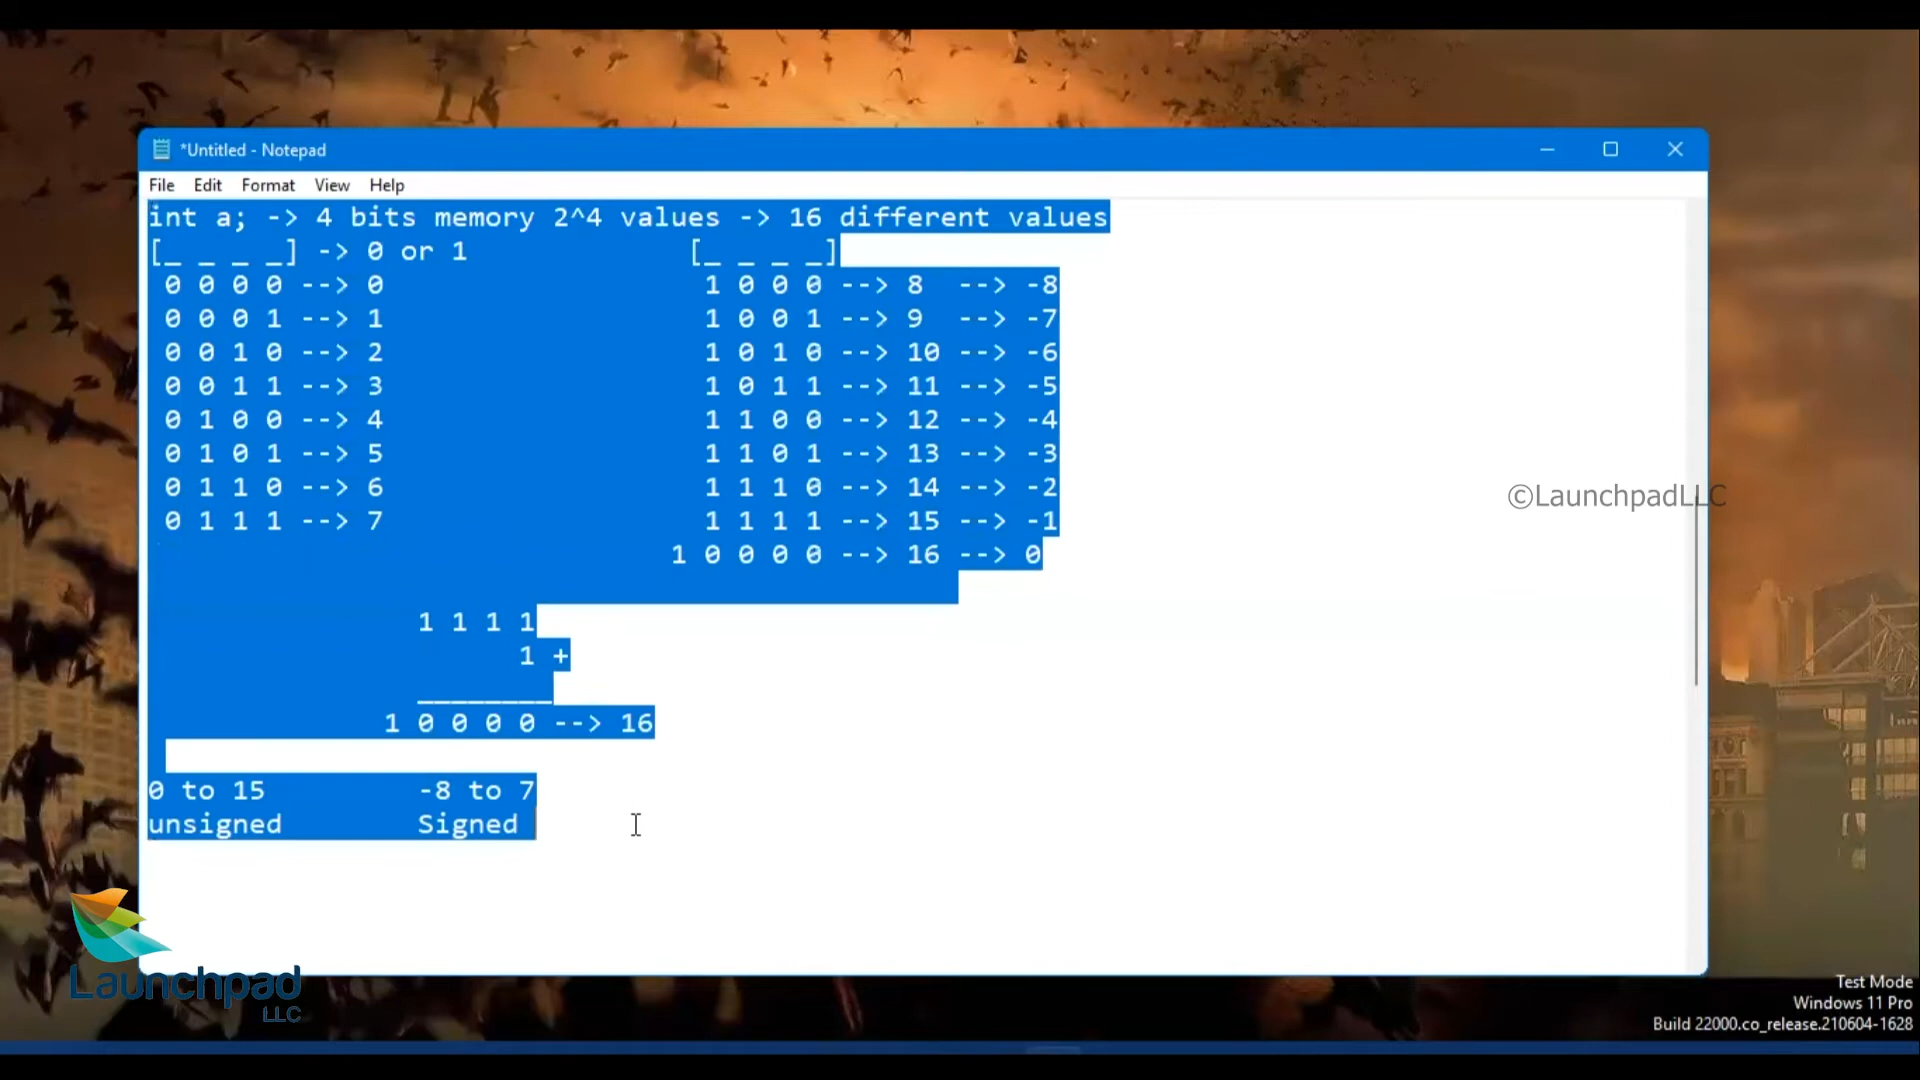 *Untitled - Notepad
File Edit Format View Help
int a; -> 4 bits memory 2^4 values -> 16 different values
[_ _ _ _] -> 0 or 1 [_ _ _ _]
0 0 0 0 --> 0 1 0 0 0 --> 8 --> -8
0 0 0 1 --> 1 1 0 0 1 --> 9 --> -7
0 0 1 0 --> 2 1 0 1 0 --> 10 --> -6
0 0 1 1 --> 3 1 0 1 1 --> 11 --> -5
0 1 0 0 --> 4 1 1 0 0 --> 12 --> -4
0 1 0 1 --> 5 1 1 0 1 --> 13 --> -3
0 1 1 0 --> 6 1 1 1 0 --> 14 --> -2
0 1 1 1 --> 7 1 1 1 1 --> 15 --> -1
1 0 0 0 0 --> 16 --> 0
1 1 1 1
1 +
________
1 0 0 0 0 --> 16
0 to 15 -8 to 7
unsigned Signed
©LaunchpadLLC
Launchpad
LLC
Test Mode
Windows 11 Pro
Build 22000.co_release.210604-1628